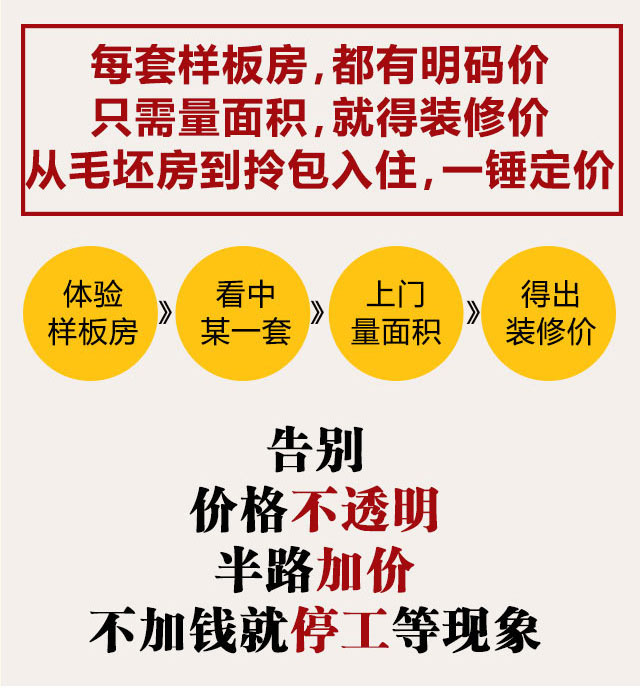 每套样板房，都有明码价
只需量面积，就得装修价
从毛坯房到拎包入住，一锤定价
体验
样板房
》
看中
某一套
》
上门
量面积
》
得出
装修价
告别
价格不透明
半路加价
不加钱就停工等现象